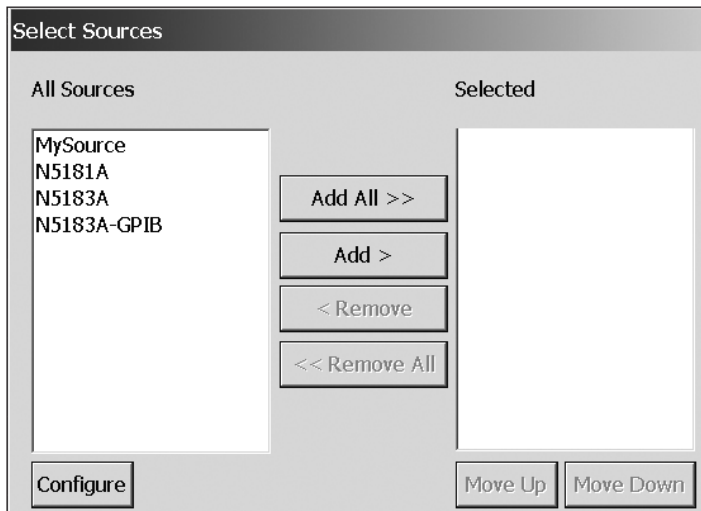 Select Sources
All Sources
Selected
MySource
N5181A
N5183A
N5183A-GPIB
Add All >>
Add >
< Remove
<< Remove All
Configure
Move Up
Move Down